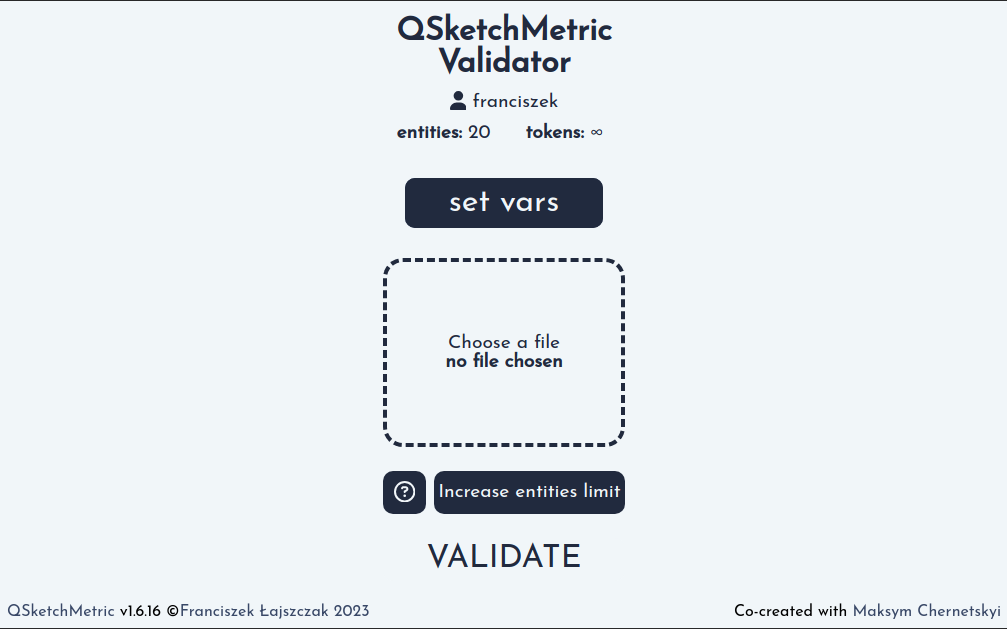 QSketchMetric
Validator
franciszek
entities: 20 tokens: ∞
set vars
Choose a file
no file chosen
? Increase entities limit
VALIDATE
QSketchMetric v1.6.16 ©Franciszek Łajszczak 2023 Co-created with Maksym Chernetskyi